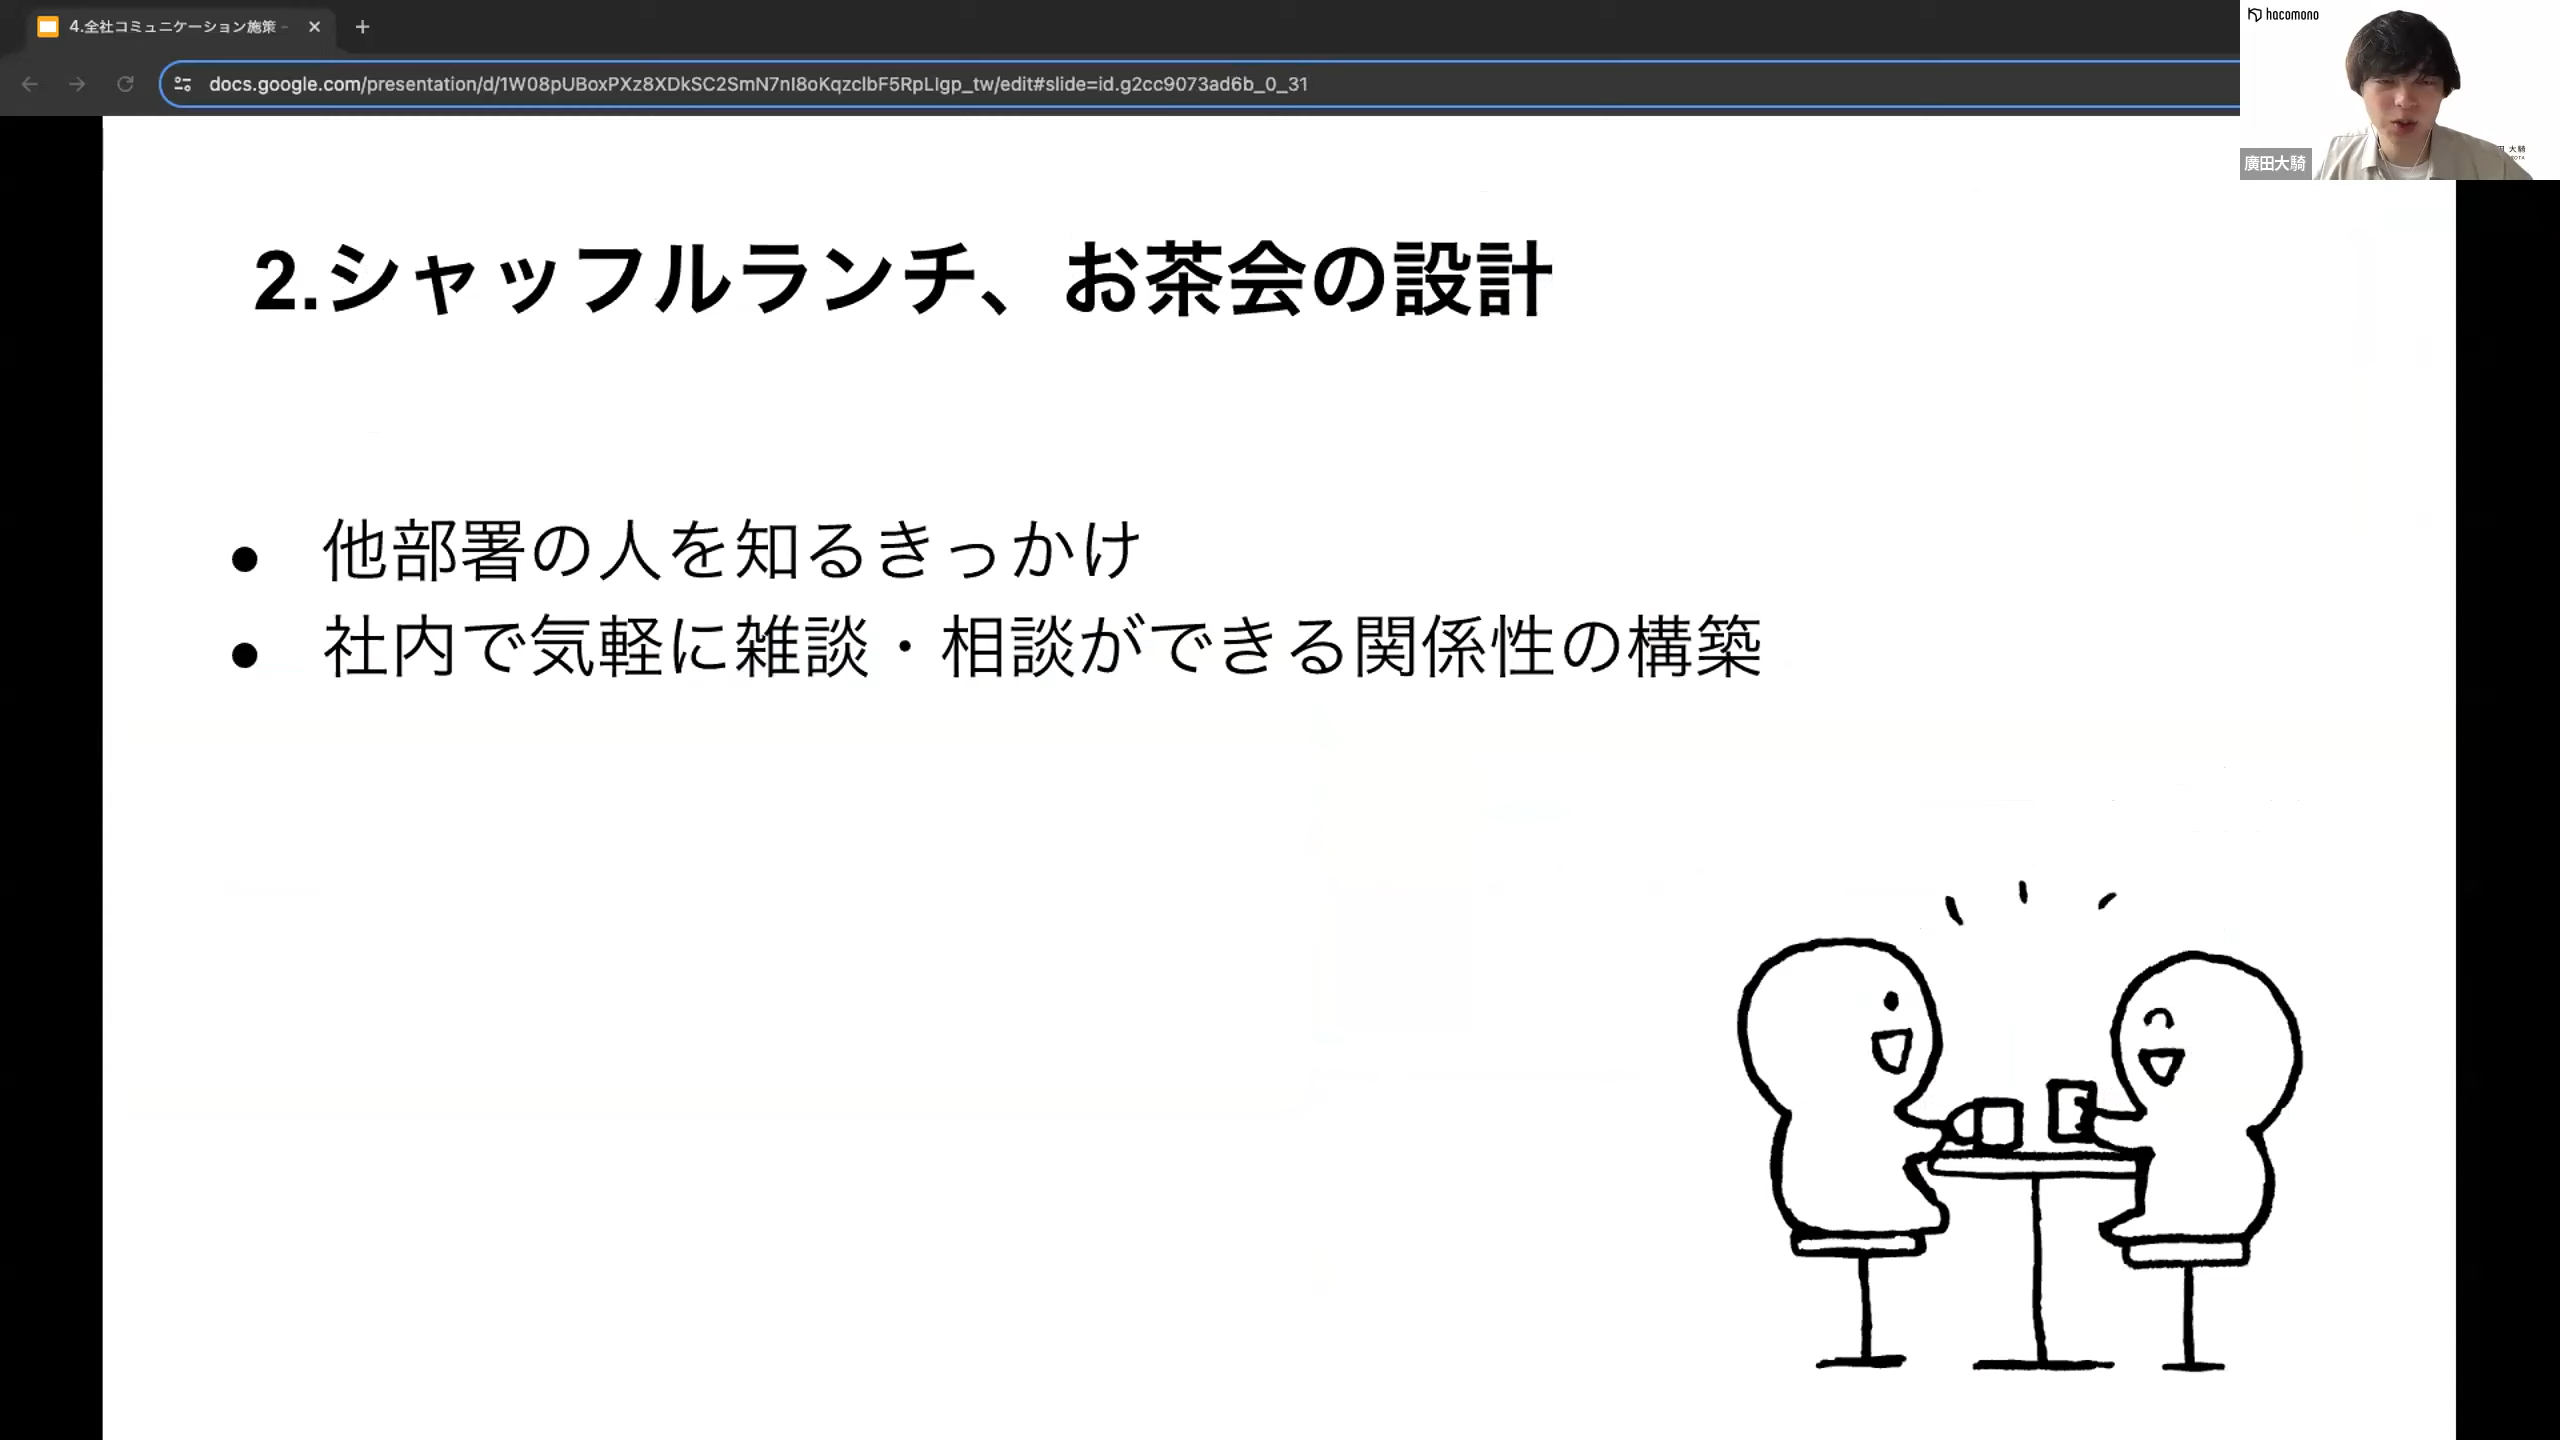 4.全社コミュニケーション施策 -
hacomono
docs.google.com/presentation/d/1W08pUBoxPXz8XDkSC2SmN7nI8oKqzclbF5RpLIgp_tw/edit#slide=id.g2cc9073ad6b_0_31
大騎
廣田大騎
2.シャッフルランチ、お茶会の設計
● 他部署の人を知るきっかけ
● 社内で気軽に雑談・相談ができる関係性の構築